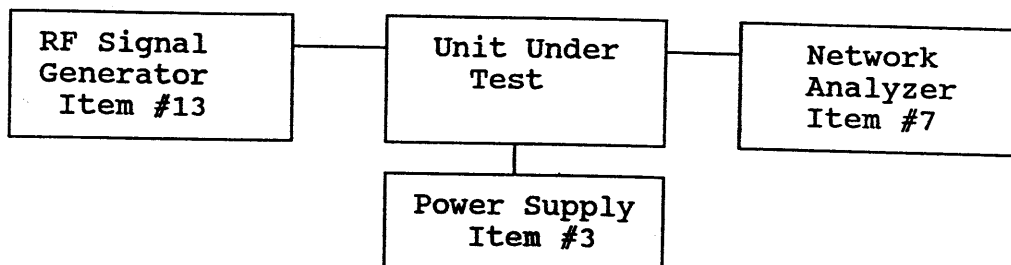 RF Signal
Generator
Item #13
Unit Under
Test
Network
Analyzer
Item #7
Power Supply
Item #3